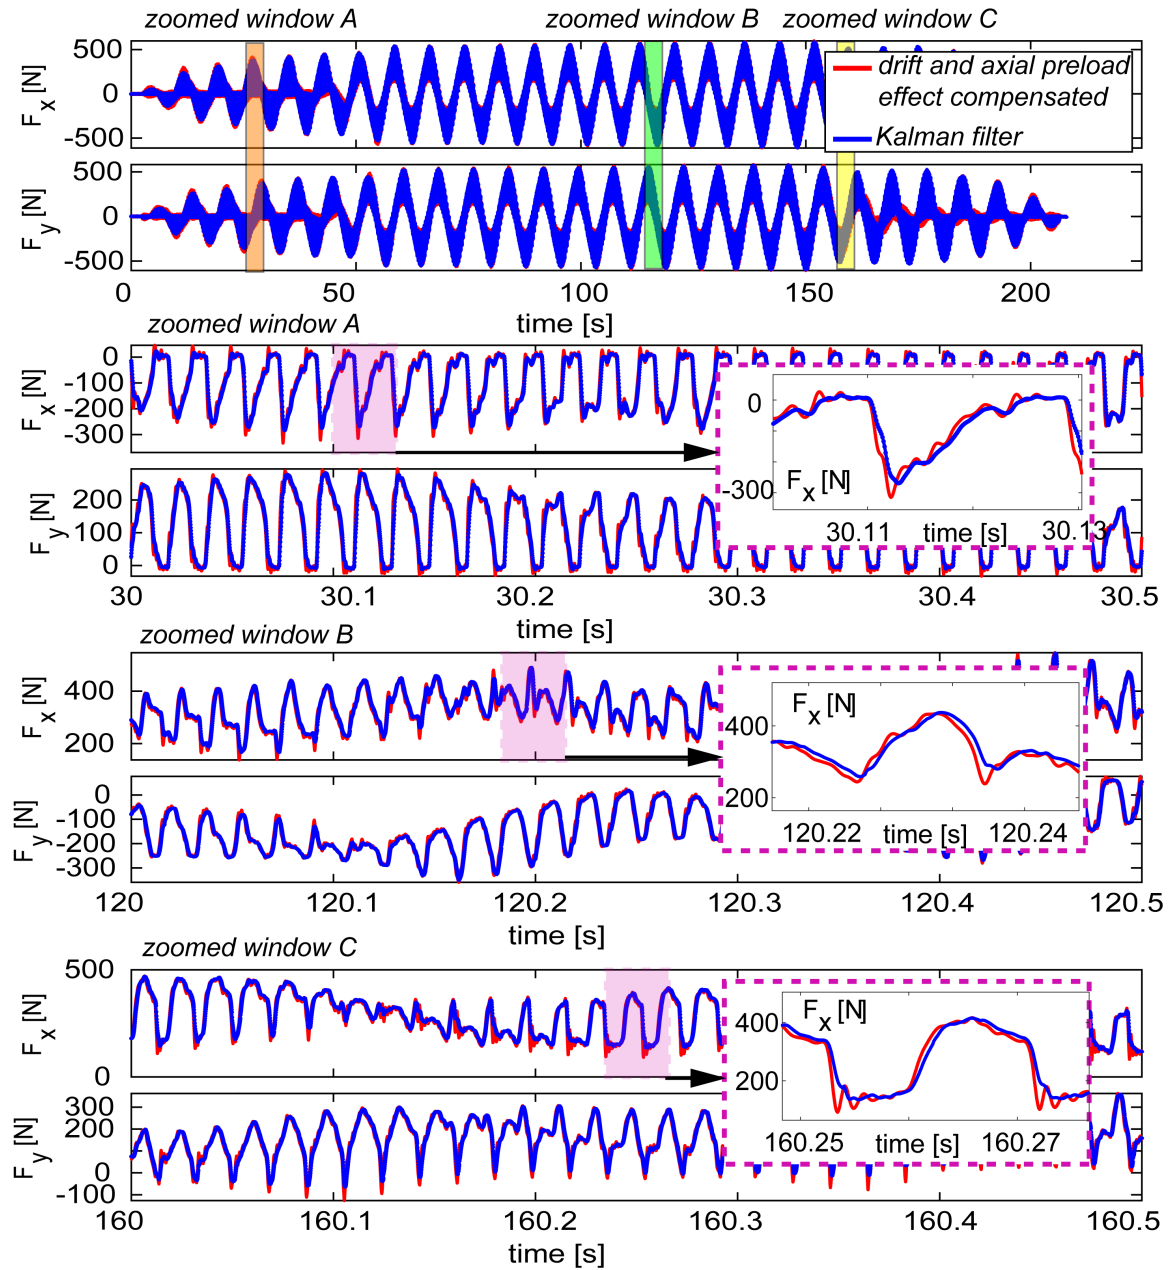 zoomed window A
zoomed window B
zoomed window C
500
0
-500
F_x [N]
drift and axial preload
effect compensated
Kalman filter
500
0
-500
F_y [N]
0
50
100
150
200
time [s]
zoomed window A
0
-100
-200
-300
F_x [N]
200
100
0
F_y [N]
0
-300
F_x [N]
30.11
time [s]
30.13
30
30.1
30.2
30.3
30.4
30.5
time [s]
zoomed window B
400
200
F_x [N]
0
-100
-200
-300
F_y [N]
F_x [N]
400
200
120.22
time [s]
120.24
120
120.1
120.2
120.3
120.4
120.5
time [s]
zoomed window C
500
0
F_x [N]
300
200
0
-100
F_y [N]
F_x [N]
400
200
160.25
time [s]
160.27
160
160.1
160.2
160.3
160.4
160.5
time [s]